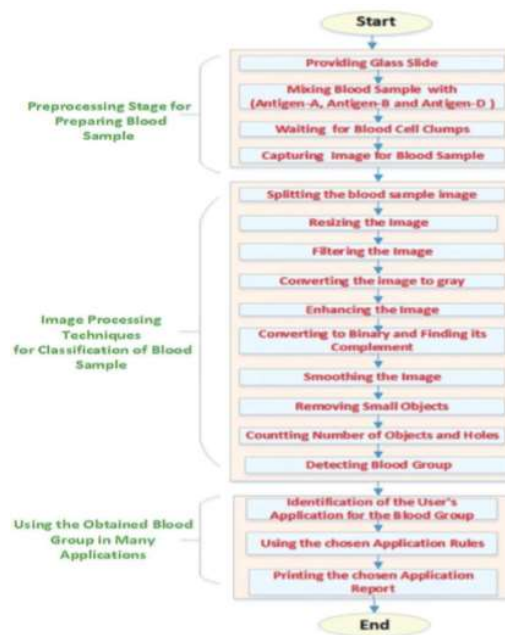 Start
Preprocessing Stage for
Preparing Blood
Sample
Providing Glass Slide
Mixing Blood Sample with
(Antigen-A, Antigen-B and Antigen-D )
Waiting for Blood Cell Clumps
Capturing Image for Blood Sample
Image Processing
Techniques
for Classification of Blood
Sample
Splitting the blood sample image
Resizing the Image
Filtering the Image
Converting the image to gray
Enhancing the Image
Converting to Binary and Finding its
Complement
Smoothing the Image
Removing Small Objects
Countting Number of Objects and Holes
Detecting Blood Group
Using the Obtained Blood
Group in Many
Applications
Identification of the User's
Application for the Blood Group
Using the chosen Application Rules
Printing the chosen Application
Report
End